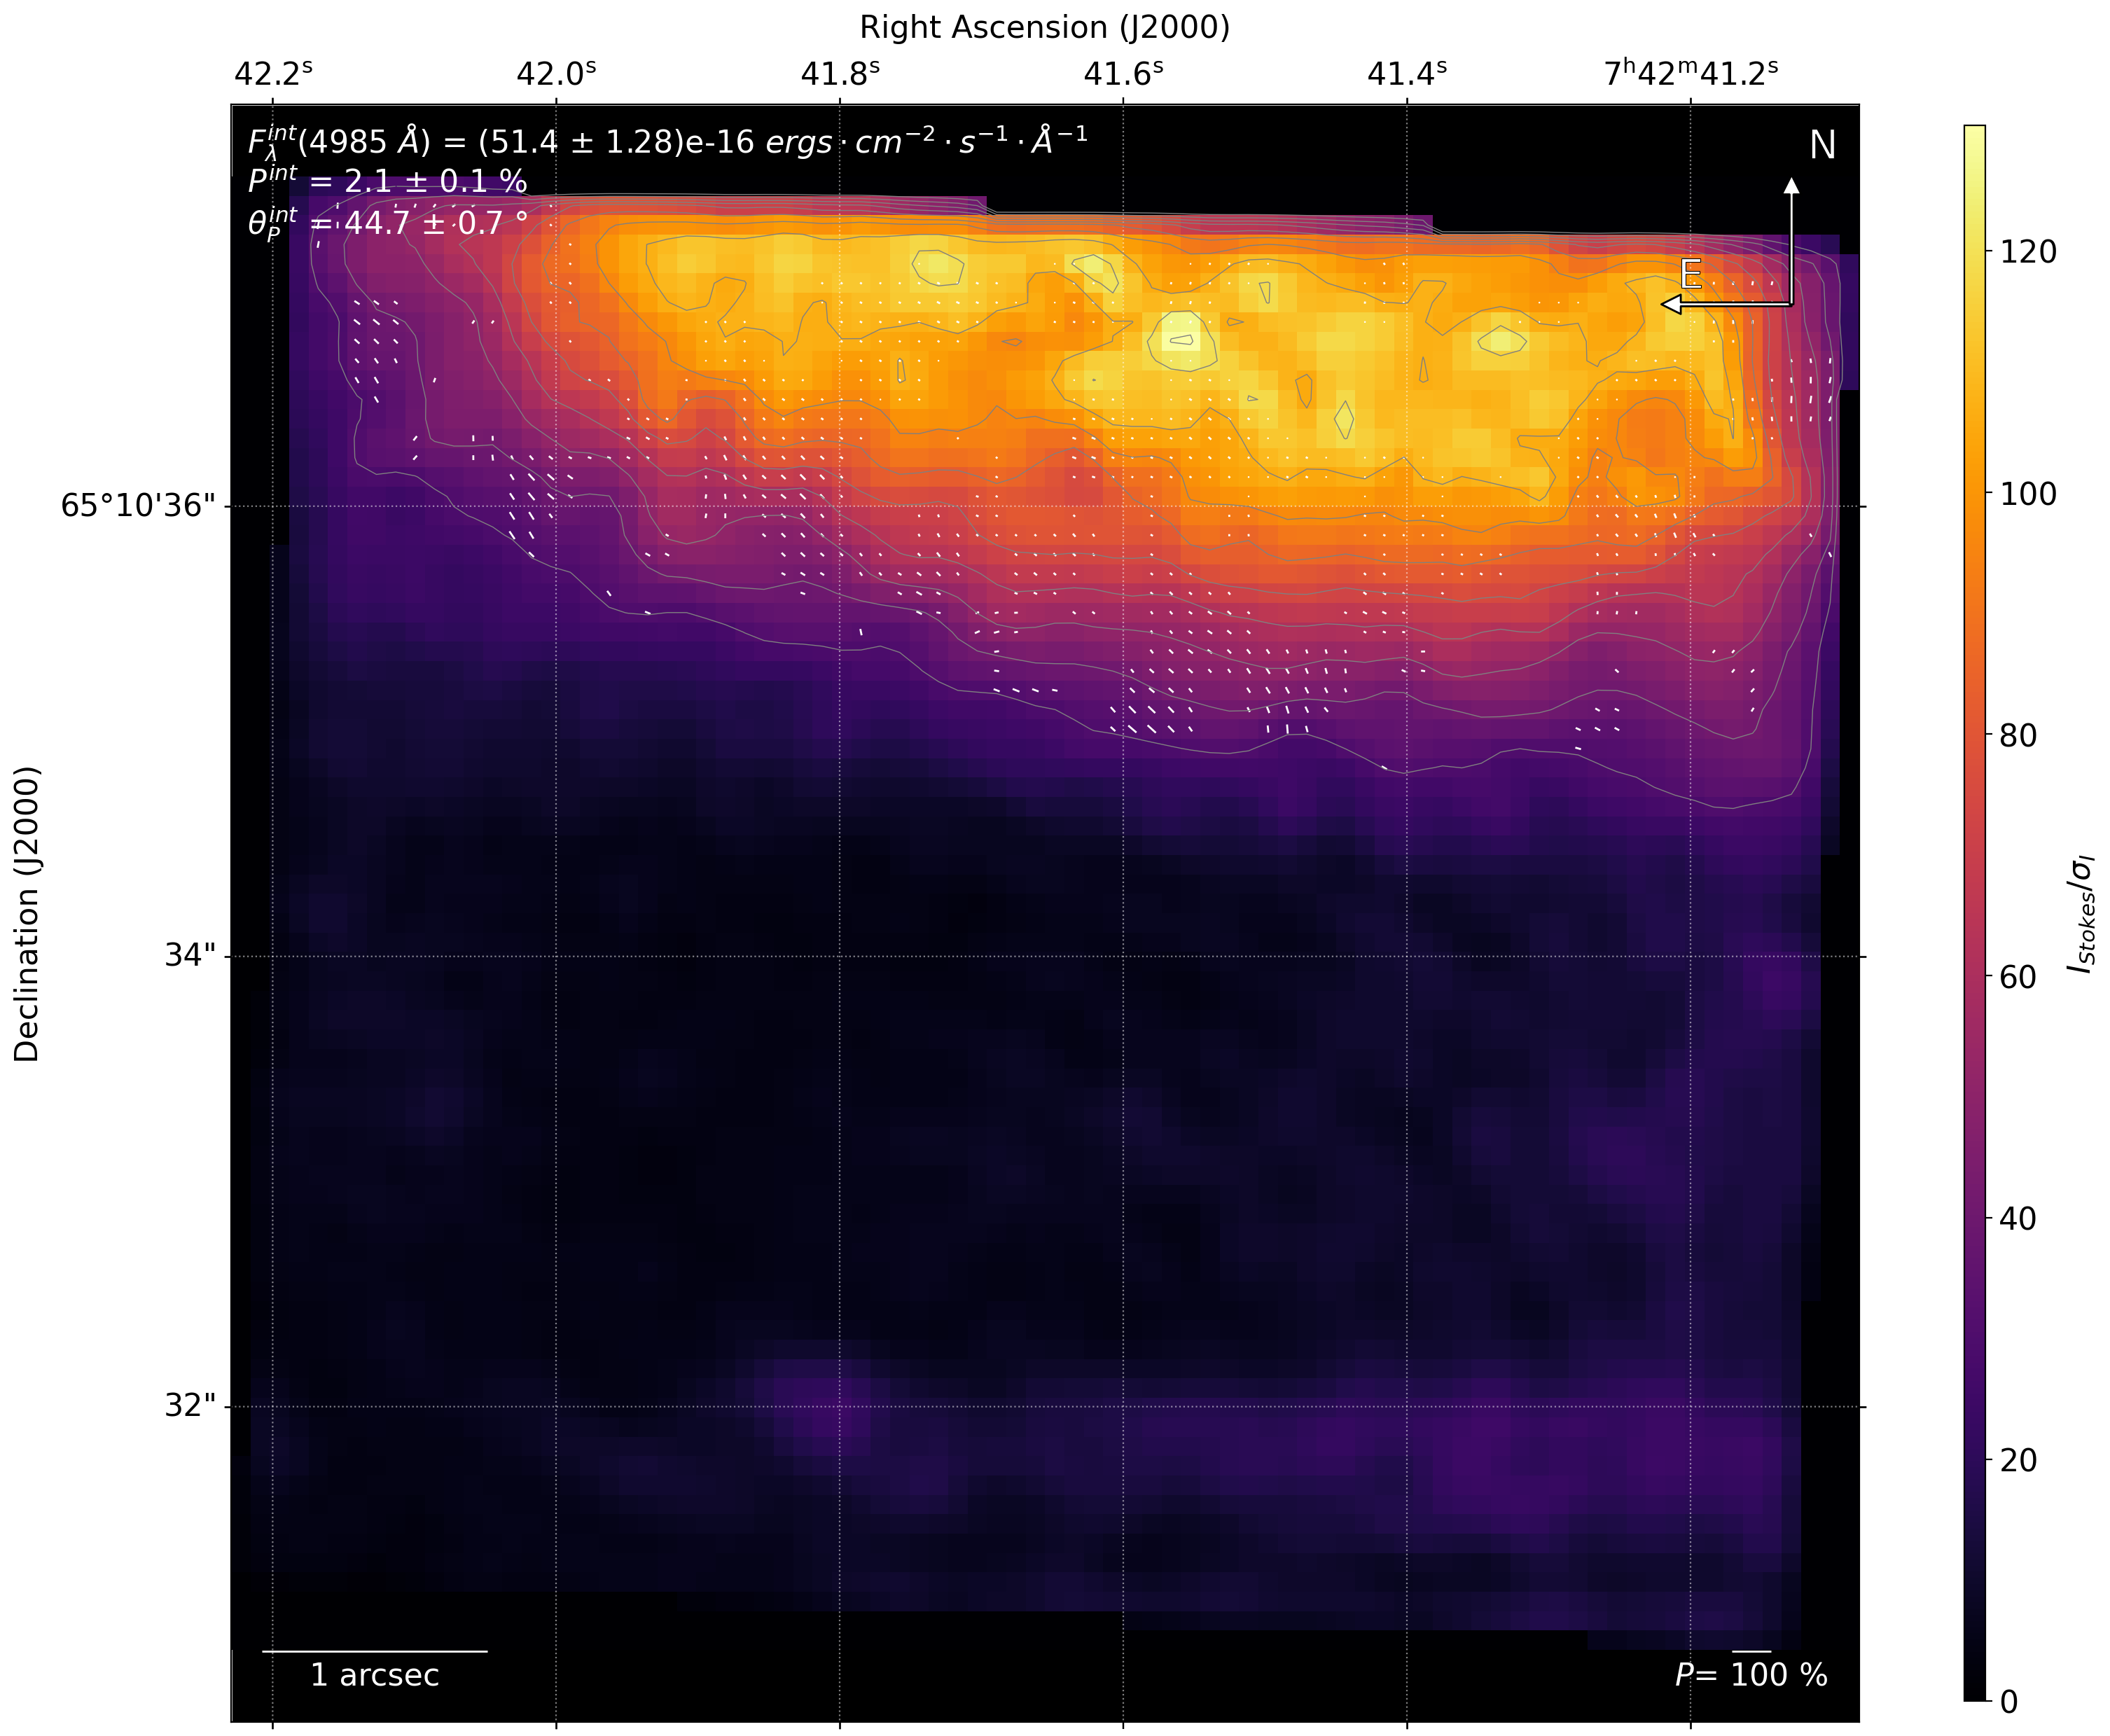 Right Ascension (J2000)
42.2ˢ 42.0ˢ 41.8ˢ 41.6ˢ 41.4ˢ 7ʰ42ᵐ41.2ˢ
F_λ^int(4985 Å) = (51.4 ± 1.28)e-16 ergs · cm⁻² · s⁻¹ · Å⁻¹
P^int = 2.1 ± 0.1 %
θ_P^int = 44.7 ± 0.7 °
N
E
65°10'36"
34"
32"
Declination (J2000)
1 arcsec
P= 100 %
120
100
80
60
40
20
0
I_Stokes/σ_I